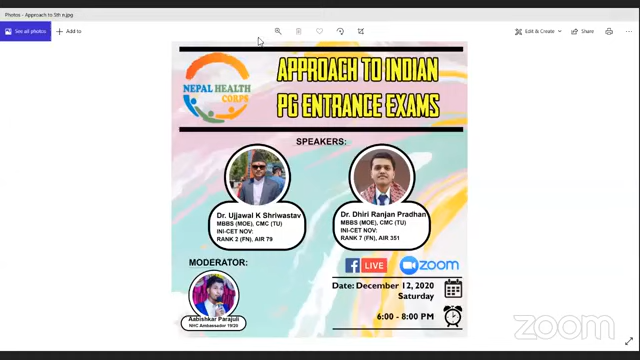 Photos - Approach to 5th n.jpg
See all photos
Add to
Edit & Create
Share
NEPAL HEALTH
CORPS
APPROACH TO INDIAN
PG ENTRANCE EXAMS
SPEAKERS:
Dr. Ujjawal K Shriwastav
MBBS (MOE), CMC (TU)
INI-CET NOV:
RANK 2 (FN), AIR 79
Dr. Dhiri Ranjan Pradhan
MBBS (MOE), CMC (TU)
INI-CET NOV:
RANK 7 (FN), AIR 351
MODERATOR:
Aabishkar Parajuli
NHC Ambassador 19/20
LIVE
zoom
Date: December 12, 2020
Saturday
6:00 - 8:00 PM
zoom